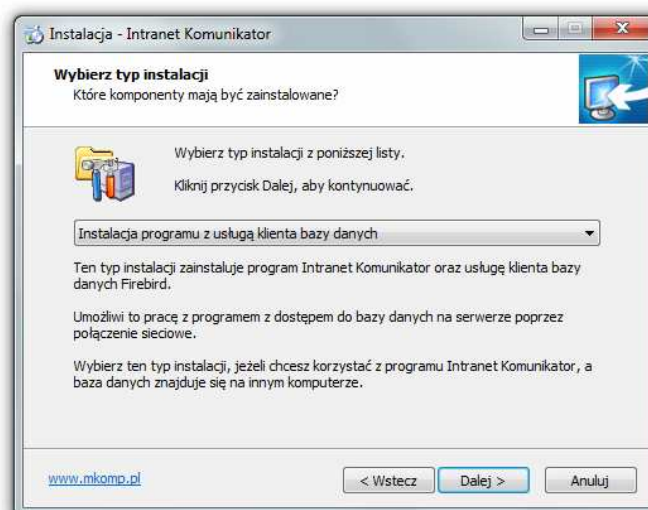 Instalacja - Intranet Komunikator
Wybierz typ instalacji
Które komponenty mają być zainstalowane?
Wybierz typ instalacji z poniższej listy.
Kliknij przycisk Dalej, aby kontynuować.
Instalacja programu z usługą klienta bazy danych
Ten typ instalacji zainstaluje program Intranet Komunikator oraz usługę klienta bazy
danych Firebird.
Umożliwi to pracę z programem z dostępem do bazy danych na serwerze poprzez
połączenie sieciowe.
Wybierz ten typ instalacji, jeżeli chcesz korzystać z programu Intranet Komunikator, a
baza danych znajduje się na innym komputerze.
www.mkomp.pl
< Wstecz
Dalej >
Anuluj